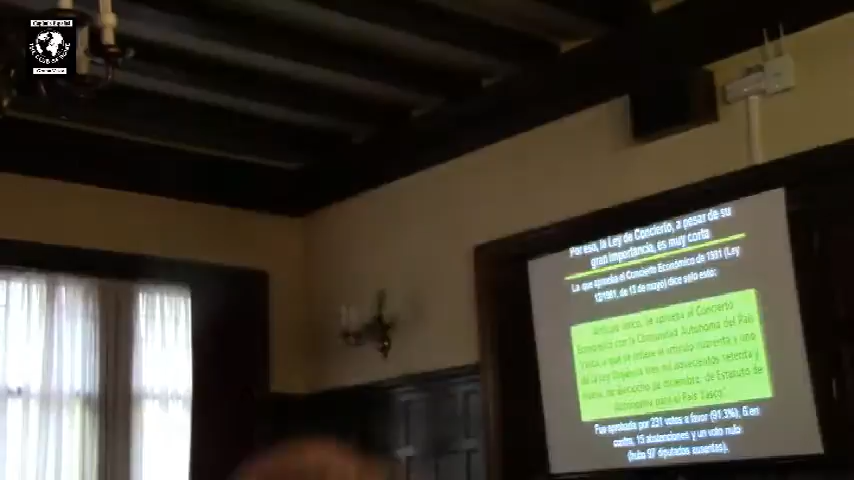 Por eso, la Ley de Concierto, a pesar de su
gran importancia, es muy corta
La que aprueba el Concierto Económico de 1981 (Ley
12/1981, de 13 de mayo) dice solo esto:
Artículo único. Se aprueba el Concierto
Económico con la Comunidad Autónoma del País
Vasco a que se refiere el artículo cuarenta y uno
de la Ley Orgánica tres mil novecientos setenta y
nueve, de dieciocho de diciembre, de Estatuto de
Autonomía para el País Vasco.
Fue aprobada por 231 votos a favor (91.3%), 6 en
contra, 15 abstenciones y un voto nulo
(hubo 97 diputados ausentes).